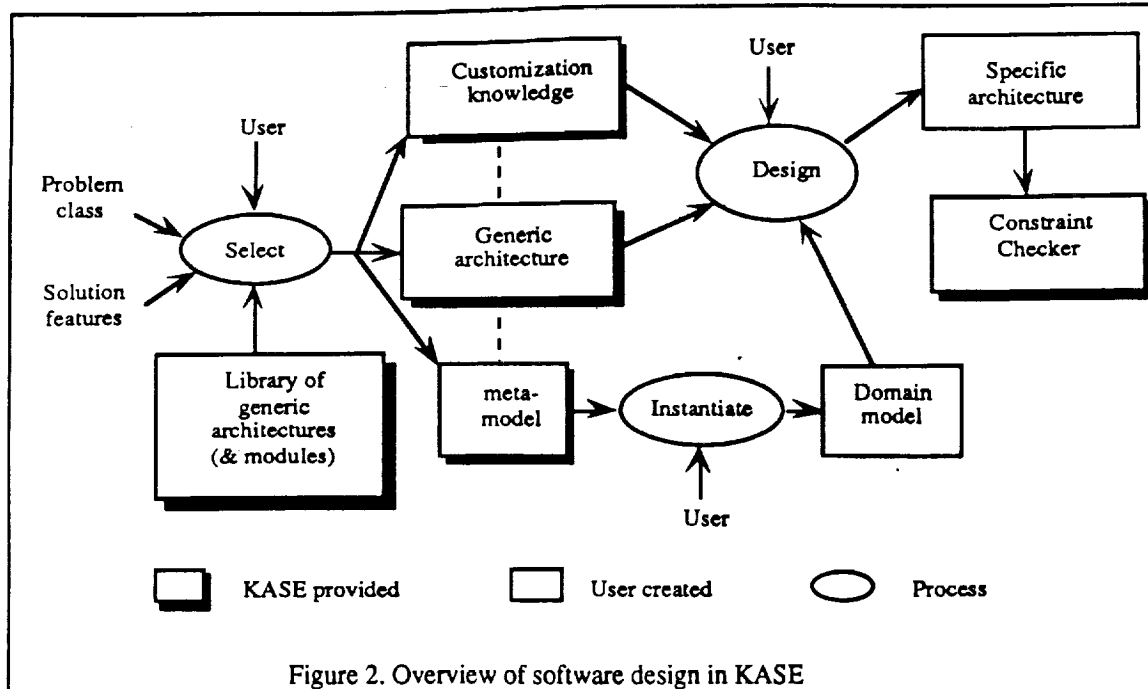 User
Customization
knowledge
Specific
architecture
User
Problem
class
Design
Select
Generic
architecture
Constraint
Checker
Solution
features
Library of
generic
architectures
(& modules)
meta-
model
Instantiate
Domain
model
User
KASE provided
User created
Process
Figure 2. Overview of software design in KASE